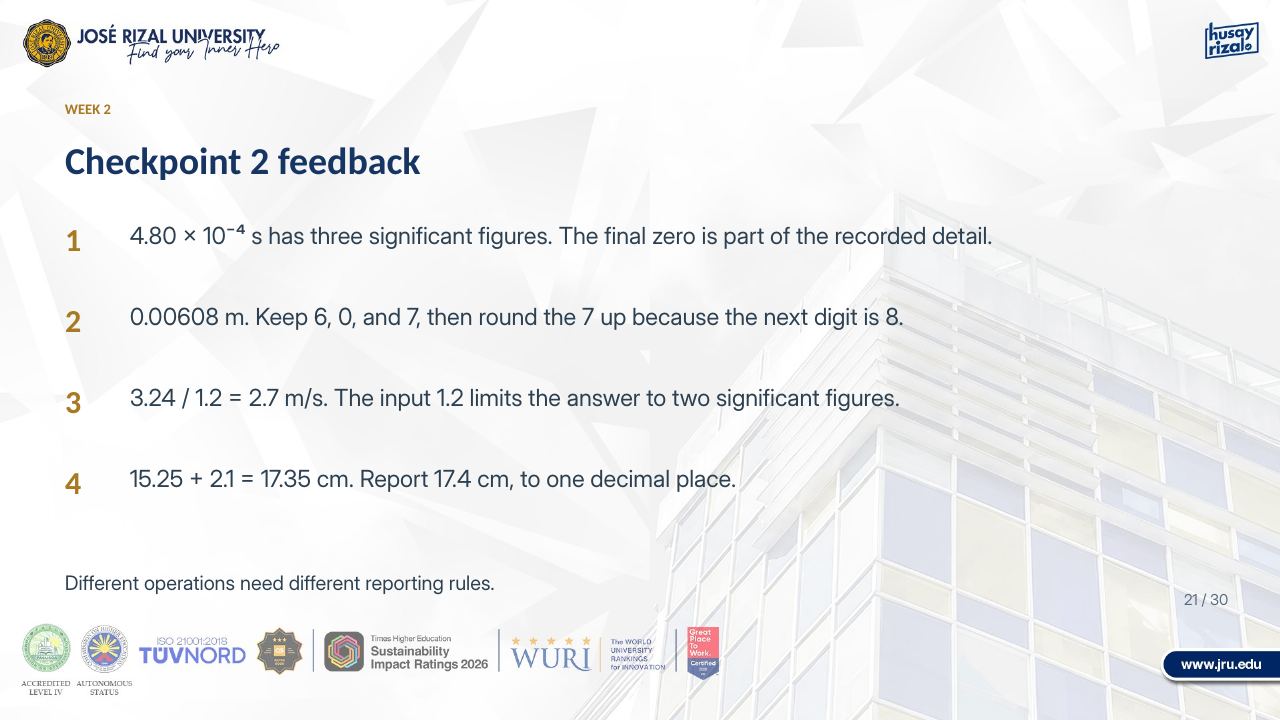 JOSÉ RIZAL UNIVERSITY
Find your Inner Hero
husay
rizal
WEEK 2
Checkpoint 2 feedback
1 4.80 × 10⁻⁴ s has three significant figures. The final zero is part of the recorded detail.
2 0.00608 m. Keep 6, 0, and 7, then round the 7 up because the next digit is 8.
3 3.24 / 1.2 = 2.7 m/s. The input 1.2 limits the answer to two significant figures.
4 15.25 + 2.1 = 17.35 cm. Report 17.4 cm, to one decimal place.
Different operations need different reporting rules.
21 / 30
ACCREDITED
LEVEL IV
AUTONOMOUS
STATUS
ISO 21001:2018
TÜVNORD
Times Higher Education
Sustainability
Impact Ratings 2026
WURI
The WORLD
UNIVERSITY
RANKINGS
for INNOVATION
Great
Place
To
Work.
Certified
www.jru.edu